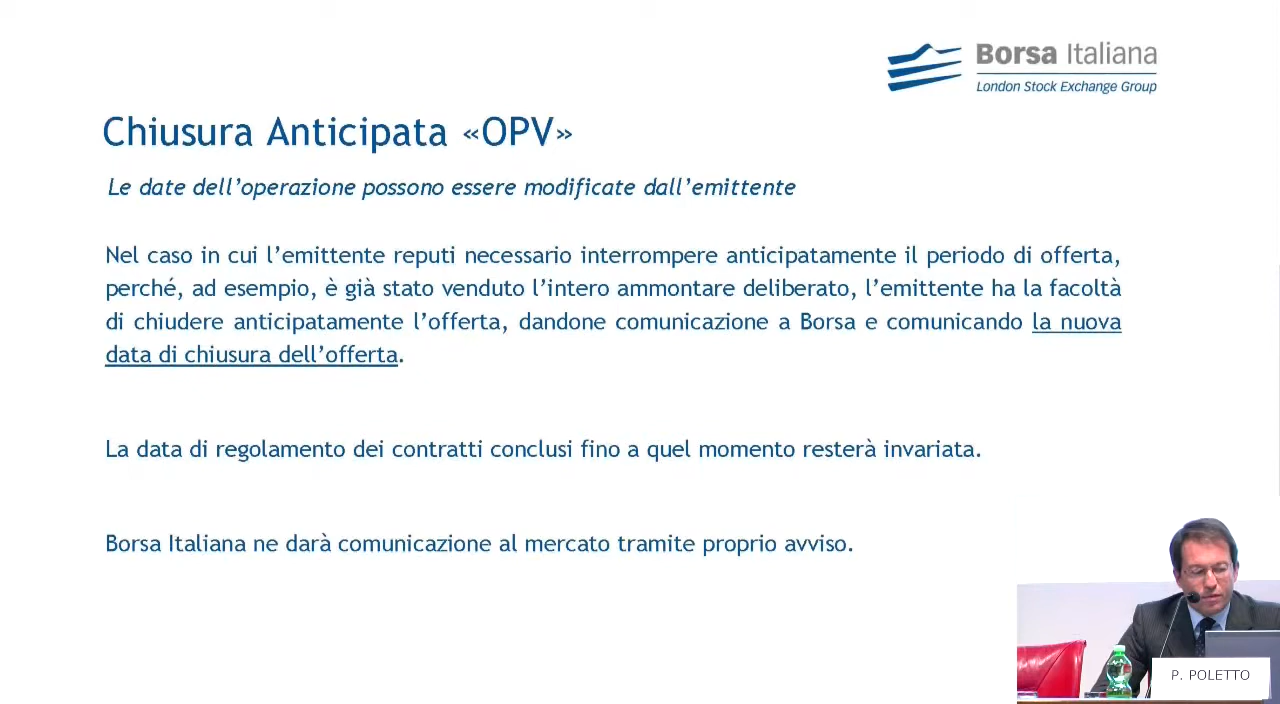 Borsa Italiana
London Stock Exchange Group
Chiusura Anticipata «OPV»
Le date dell’operazione possono essere modificate dall’emittente
Nel caso in cui l’emittente reputi necessario interrompere anticipatamente il periodo di offerta,
perché, ad esempio, è già stato venduto l’intero ammontare deliberato, l’emittente ha la facoltà
di chiudere anticipatamente l’offerta, dandone comunicazione a Borsa e comunicando la nuova
data di chiusura dell’offerta.
La data di regolamento dei contratti conclusi fino a quel momento resterà invariata.
Borsa Italiana ne darà comunicazione al mercato tramite proprio avviso.
P. POLETTO